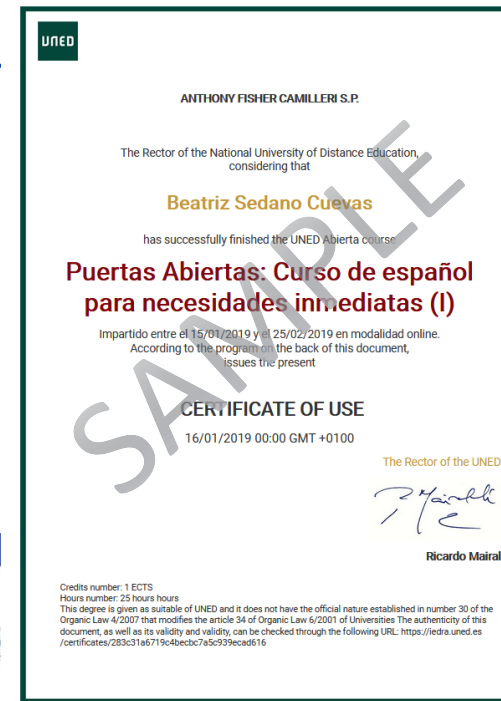 UNED
ANTHONY FISHER CAMILLERI S.P.
The Rector of the National University of Distance Education,
considering that
Beatriz Sedano Cuevas
has successfully finished the UNED Abierta course
Puertas Abiertas: Curso de español
para necesidades inmediatas (I)
Impartido entre el 15/01/2019 y el 25/02/2019 en modalidad online.
According to the program on the back of this document,
issues the present
SAMPLE
CERTIFICATE OF USE
16/01/2019 00:00 GMT +0100
The Rector of the UNED
Ricardo Mairal
Credits number: 1 ECTS
Hours number: 25 hours hours
This degree is given as suitable of UNED and it does not have the official nature established in number 30 of the
Organic Law 4/2007 that modifies the article 34 of Organic Law 6/2001 of Universities The authenticity of this
document, as well as its validity and validity, can be checked through the following URL: https://iedra.uned.es
/certificates/283c31a6719c4becbc7a5c939ecad616